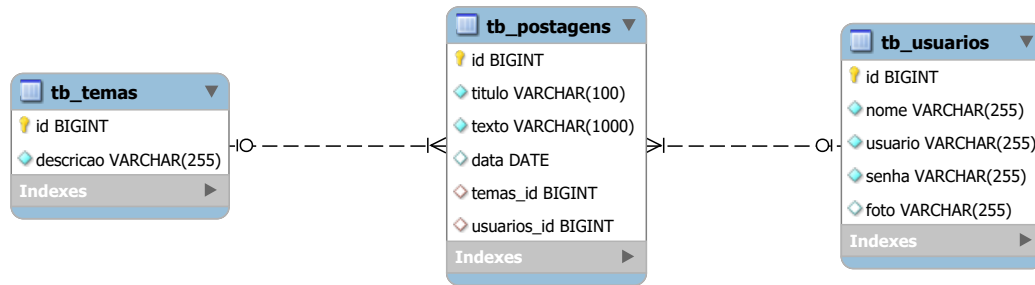 tb_temas
id BIGINT
descricao VARCHAR(255)
Indexes
tb_postagens
id BIGINT
titulo VARCHAR(100)
texto VARCHAR(1000)
data DATE
temas_id BIGINT
usuarios_id BIGINT
Indexes
tb_usuarios
id BIGINT
nome VARCHAR(255)
usuario VARCHAR(255)
senha VARCHAR(255)
foto VARCHAR(255)
Indexes